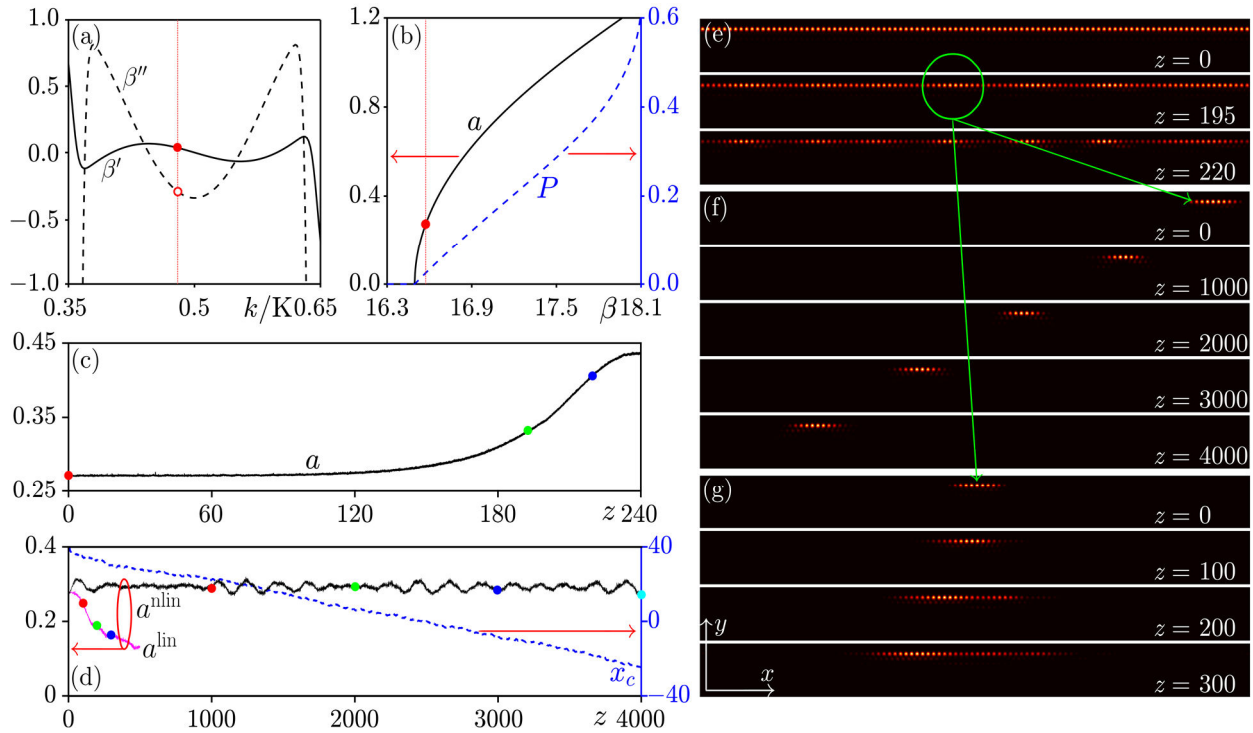 (a)
1.0
0.5
0.0
−0.5
−1.0
β″
β′
0.35
0.5
k/K
0.65
(b)
1.2
0.8
0.4
0.0
a
P
0.6
0.4
0.2
0.0
16.3
16.9
17.5
β
18.1
(c)
0.45
0.35
0.25
a
0
60
120
180
z
240
(d)
0.4
0.2
0
a^nlin
a^lin
x_c
40
0
−40
0
1000
2000
3000
z
4000
(e)
z = 0
z = 195
z = 220
(f)
z = 0
z = 1000
z = 2000
z = 3000
z = 4000
(g)
z = 0
z = 100
z = 200
y
x
z = 300